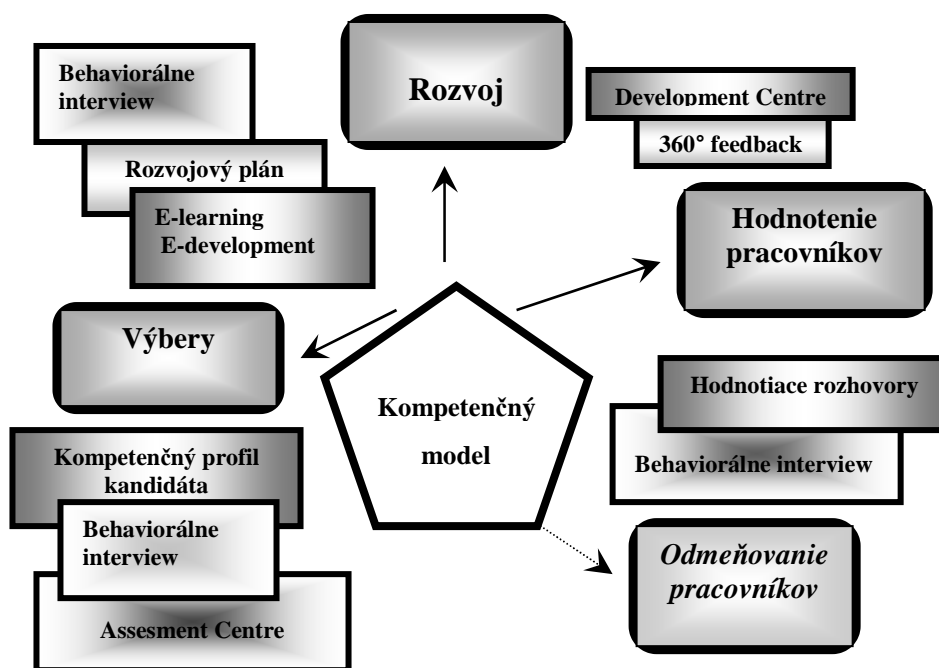 Behaviorálne
interview
Rozvojový plán
E-learning
E-development
Rozvoj
Development Centre
360° feedback
Hodnotenie
pracovníkov
Výbery
Kompetenčný
model
Hodnotiace rozhovory
Behaviorálne interview
Kompetenčný profil
kandidáta
Behaviorálne
interview
Assesment Centre
Odmeňovanie
pracovníkov